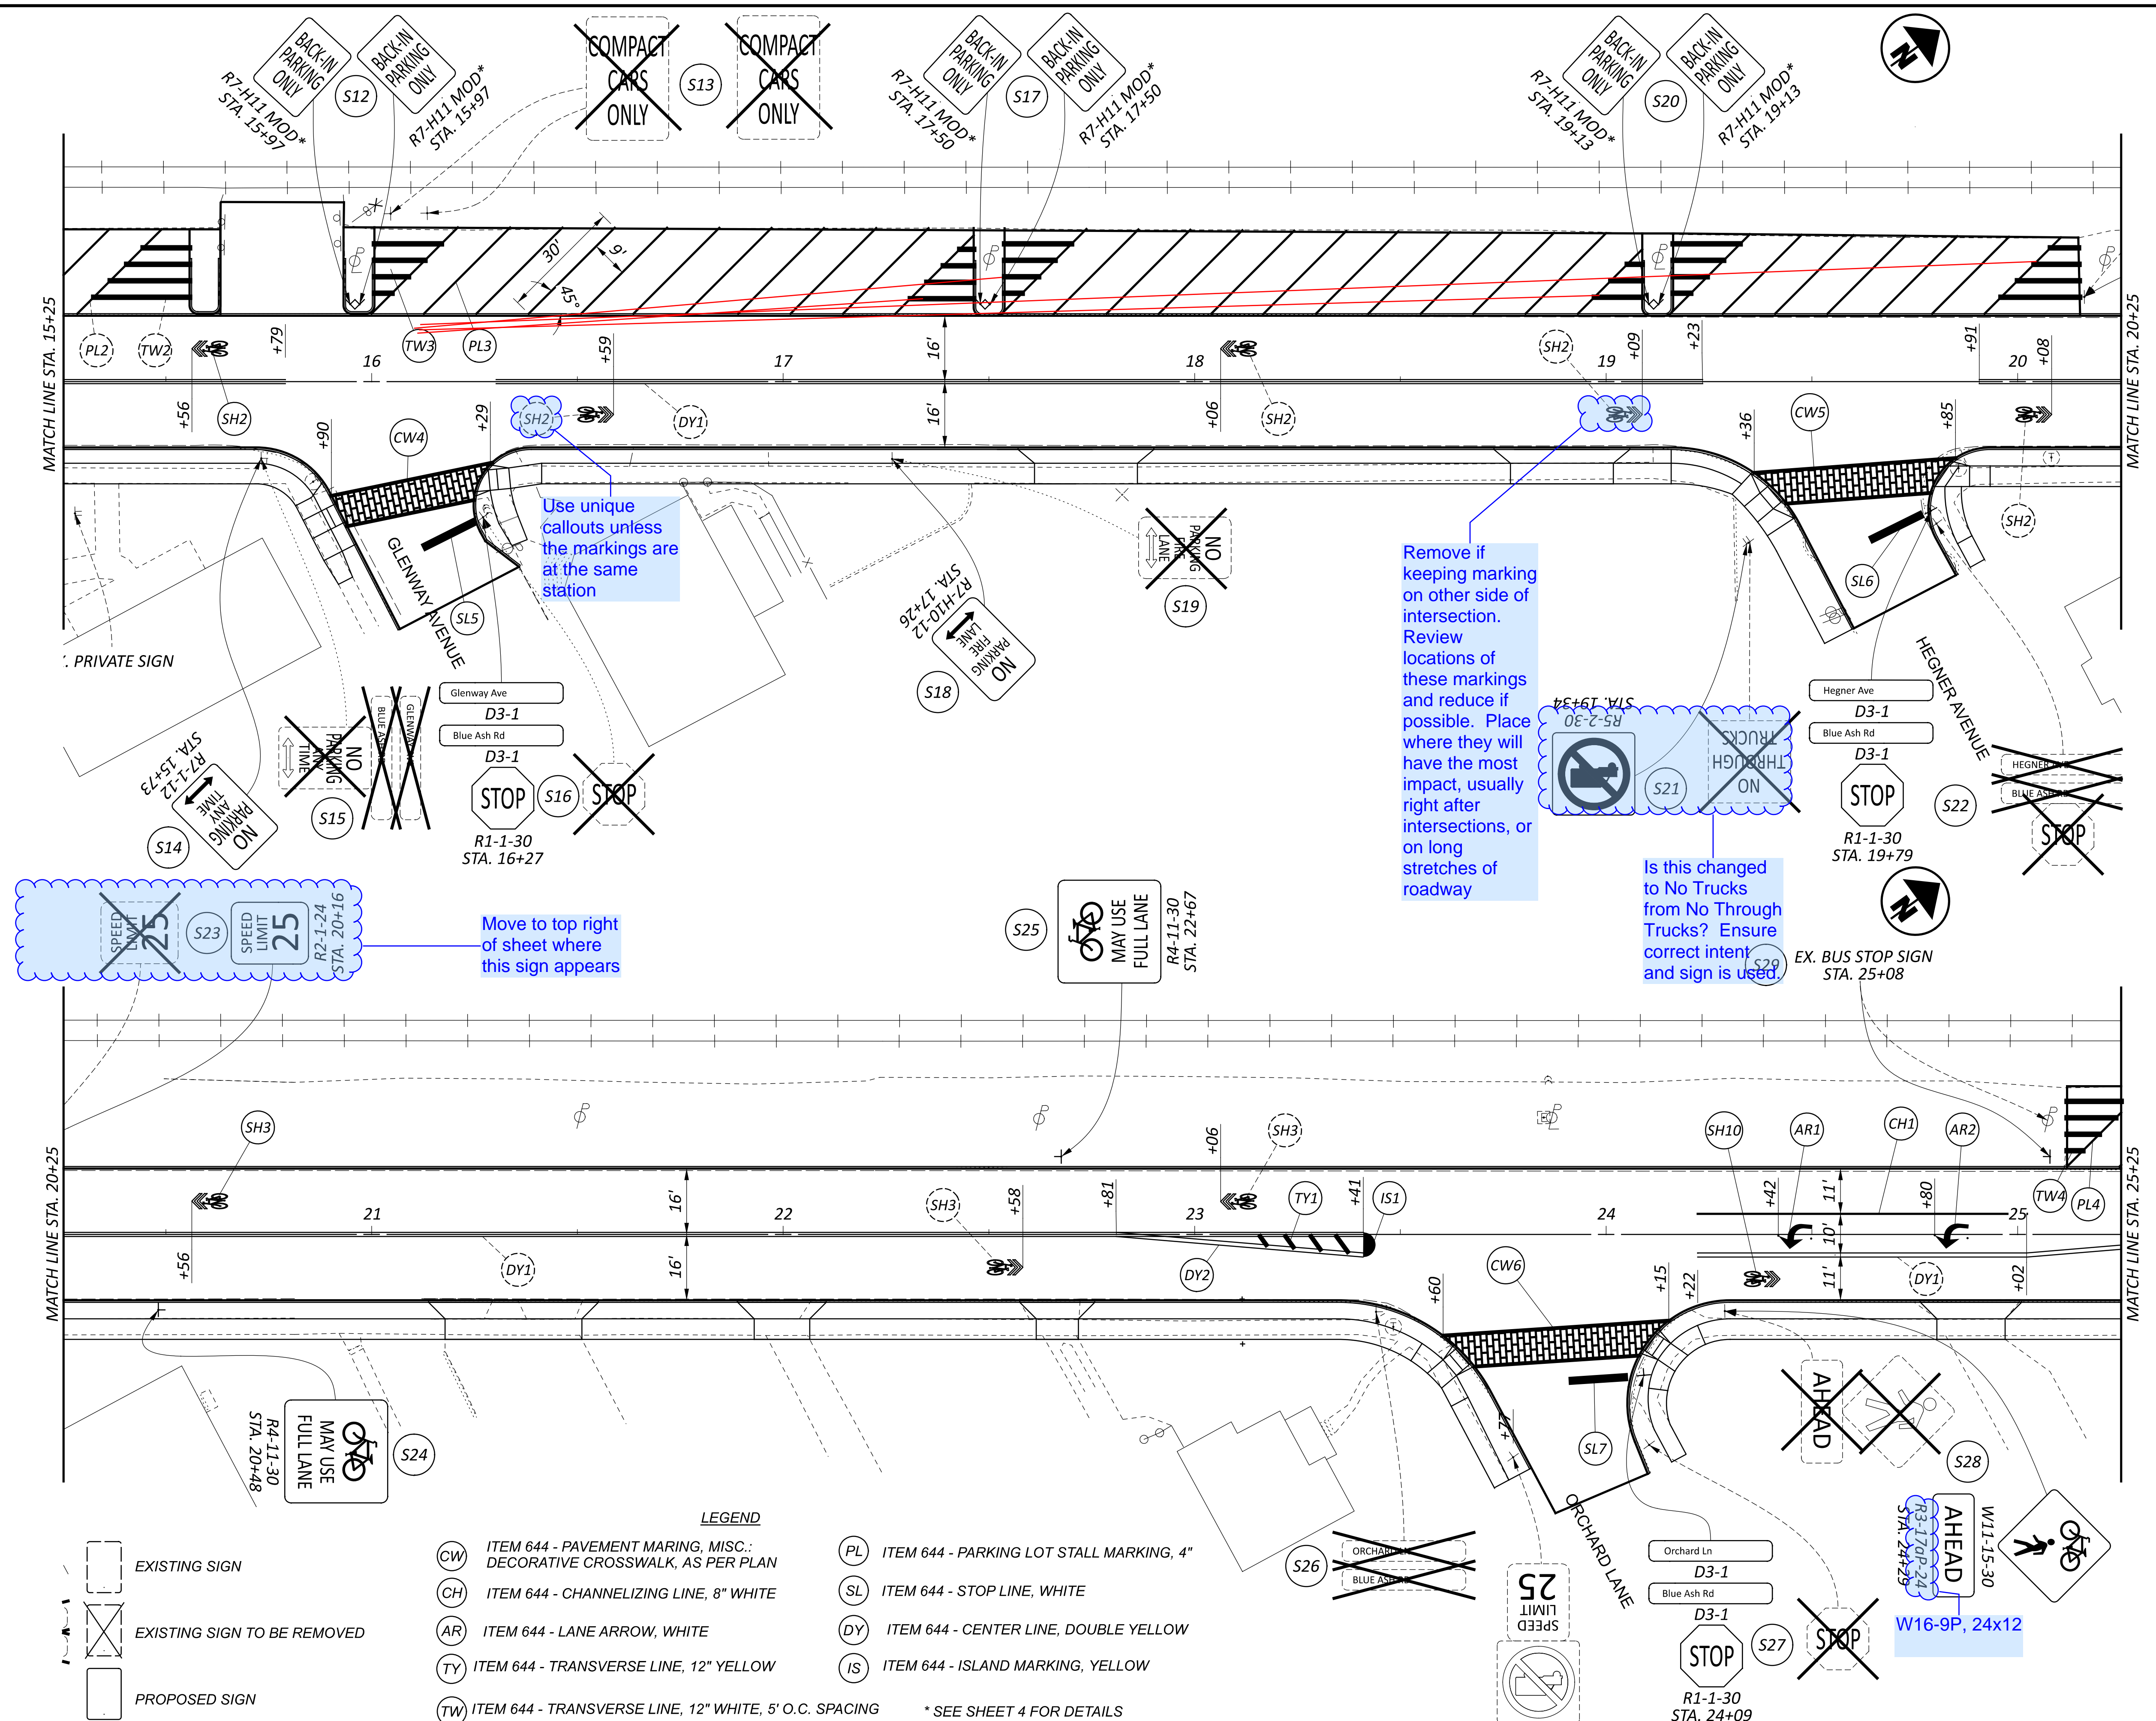 BACK-IN
PARKING
ONLY
R7-H11 MOD*
STA. 15+97
S12
BACK-IN
PARKING
ONLY
R7-H11 MOD*
STA. 15+97
COMPACT
CARS
ONLY
S13
COMPACT
CARS
ONLY
BACK-IN
PARKING
ONLY
R7-H11 MOD*
STA. 17+50
S17
BACK-IN
PARKING
ONLY
R7-H11 MOD*
STA. 17+50
BACK-IN
PARKING
ONLY
R7-H11 MOD*
STA. 19+13
S20
BACK-IN
PARKING
ONLY
R7-H11 MOD*
STA. 19+13
N
MATCH LINE STA. 15+25
30'
9'
45°
PL2
TW2
+56
SH2
+79
16
TW3
PL3
+59
17
16'
16'
18
+06
SH2
SH2
19
+09
+23
+91
20
+08
MATCH LINE STA. 20+25
+90
CW4
+29
SH2
DY1
+36
CW5
+85
SH2
Use unique
callouts unless
the markings are
at the same
station
GLENWAY AVENUE
SL5
NO
PARKING
FIRE
LANE
S19
R7-H10-12
STA. 17+26
NO
PARKING
FIRE
LANE
S18
Remove if
keeping marking
on other side of
intersection.
Review
locations of
these markings
and reduce if
possible. Place
where they will
have the most
impact, usually
right after
intersections, or
on long
stretches of
roadway
SL6
HEGNER AVENUE
. PRIVATE SIGN
R7-1-12
STA. 15+73
NO
PARKING
ANY
TIME
S14
NO
PARKING
ANY
TIME
S15
BLUE ASH
GLENWAY
Glenway Ave
D3-1
Blue Ash Rd
D3-1
STOP
S16
STOP
R1-1-30
STA. 16+27
STA. 19+34
R5-2-30
S21
NO
THROUGH
TRUCKS
Is this changed
to No Trucks
from No Through
Trucks? Ensure
correct intent
and sign is used.
Hegner Ave
D3-1
Blue Ash Rd
D3-1
STOP
R1-1-30
STA. 19+79
S22
HEGNER AVE
BLUE ASH RD
STOP
N
SPEED
LIMIT
25
S23
SPEED
LIMIT
25
R2-1-24
STA. 20+16
Move to top right
of sheet where
this sign appears
S25
MAY USE
FULL LANE
R4-11-30
STA. 22+67
S29
EX. BUS STOP SIGN
STA. 25+08
MATCH LINE STA. 20+25
SH3
+56
21
DY1
16'
16'
22
SH3
+58
+81
23
DY2
+06
SH3
TY1
+41
IS1
24
SH10
AR1
CH1
AR2
+42
11'
10'
11'
+80
25
TW4
PL4
MATCH LINE STA. 25+25
+60
CW6
+15
+22
DY1
+02
R4-11-30
STA. 20+48
MAY USE
FULL LANE
S24
+72
SL7
ORCHARD LANE
AHEAD
S28
S26
ORCHARD LN
BLUE ASH RD
SPEED
LIMIT
25
Orchard Ln
D3-1
Blue Ash Rd
D3-1
STOP
S27
STOP
R1-1-30
STA. 24+09
W11-15-30
AHEAD
R3-17aP-24
STA. 24+29
W16-9P, 24x12
LEGEND
EXISTING SIGN
EXISTING SIGN TO BE REMOVED
PROPOSED SIGN
CW ITEM 644 - PAVEMENT MARING, MISC.:
DECORATIVE CROSSWALK, AS PER PLAN
CH ITEM 644 - CHANNELIZING LINE, 8" WHITE
AR ITEM 644 - LANE ARROW, WHITE
TY ITEM 644 - TRANSVERSE LINE, 12" YELLOW
TW ITEM 644 - TRANSVERSE LINE, 12" WHITE, 5' O.C. SPACING
PL ITEM 644 - PARKING LOT STALL MARKING, 4"
SL ITEM 644 - STOP LINE, WHITE
DY ITEM 644 - CENTER LINE, DOUBLE YELLOW
IS ITEM 644 - ISLAND MARKING, YELLOW
* SEE SHEET 4 FOR DETAILS